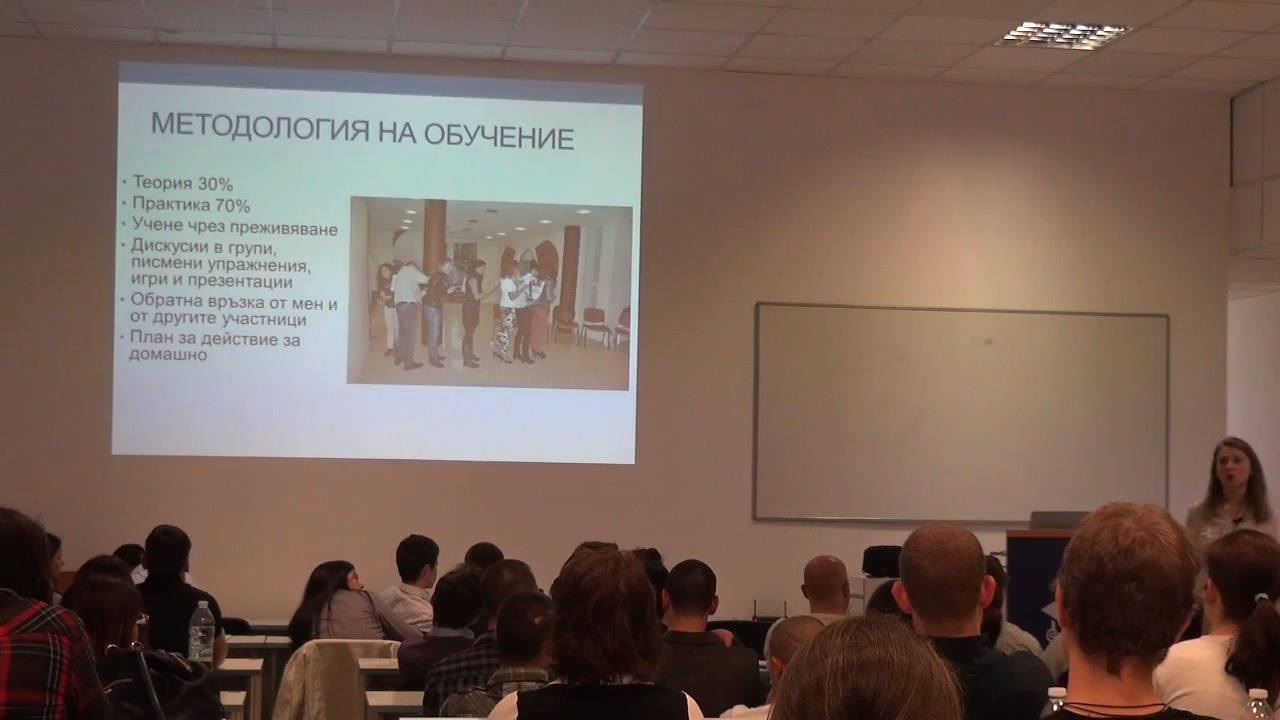 МЕТОДОЛОГИЯ НА ОБУЧЕНИЕ
• Теория 30%
• Практика 70%
• Учене чрез преживяване
• Дискусии в групи,
писмени упражнения,
игри и презентации
• Обратна връзка от мен и
от другите участници
• План за действие за
домашно